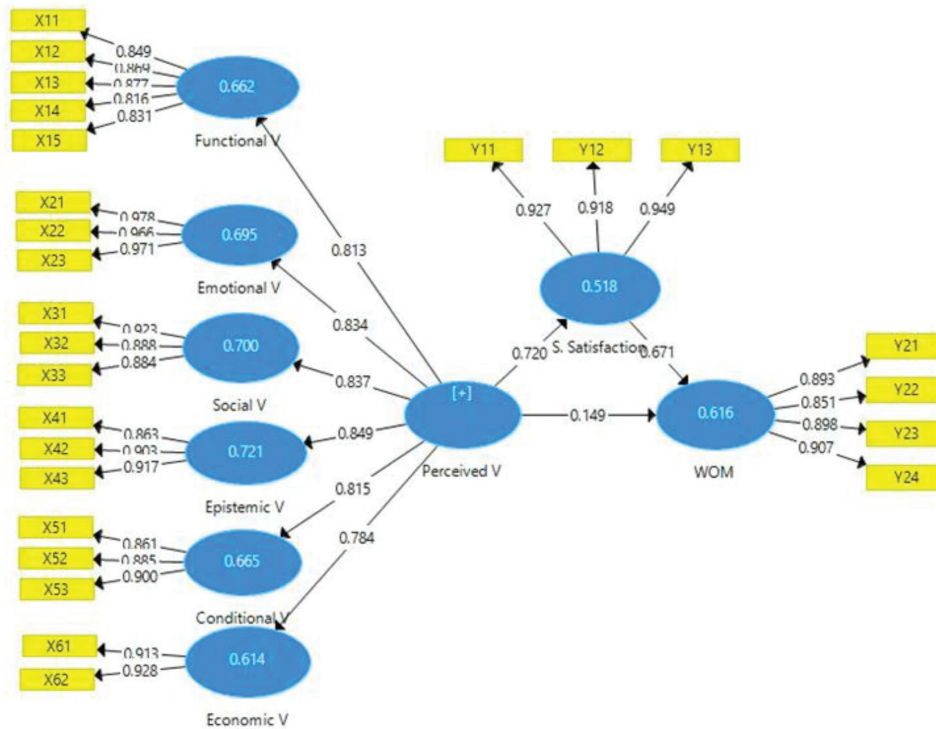 X11
X12
X13
X14
X15
0.849
0.869
0.877
0.816
0.831
0.662
Functional V
X21
X22
X23
0.978
0.966
0.971
0.695
Emotional V
X31
X32
X33
0.923
0.888
0.884
0.700
Social V
X41
X42
X43
0.863
0.903
0.917
0.721
Epistemic V
X51
X52
X53
0.861
0.885
0.900
0.665
Conditional V
X61
X62
0.913
0.928
0.614
Economic V
0.813
0.834
0.837
0.849
0.815
0.784
[+]
Perceived V
0.720
0.149
Y11
Y12
Y13
0.927
0.918
0.949
0.518
S. Satisfaction
0.671
0.616
WOM
0.893
0.851
0.898
0.907
Y21
Y22
Y23
Y24